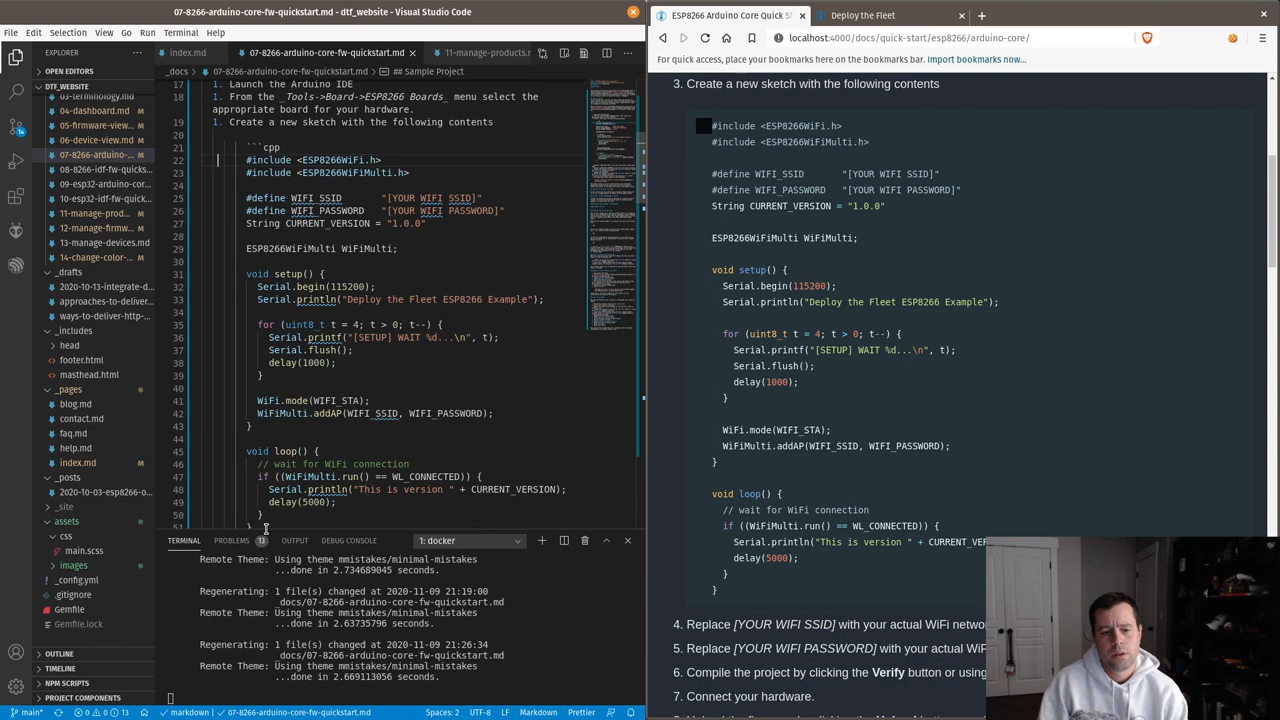 07-8266-arduino-core-fw-quickstart.md - dtf_website - Visual Studio Code
File Edit Selection View Go Run Terminal Help
EXPLORER
OPEN EDITORS
DTF_WEBSITE
03-terminology.md
04-dashboard.md
05-firmware-view...
06-device-view.md
07-8266-arduino-...
08-8266-idf-fw-quicks...
09-esp32-arduino-cor...
10-esp32-idf-fw-quick...
11-manage-prod...
12-manage-firmw...
13-manage-devices.md
14-change-color-...
_drafts
2020-10-13-integrate-d...
approaches-to-deliver...
ways-to-deliver-http-...
_includes
head
footer.html
masthead.html
_pages
blog.md
contact.md
faq.md
help.md
index.md
_posts
2020-10-03-esp8266-o...
_site
assets
css
main.scss
images
_config.yml
.gitignore
Gemfile
Gemfile.lock
OUTLINE
TIMELINE
NPM SCRIPTS
PROJECT COMPONENTS
index.md 07-8266-arduino-core-fw-quickstart.md 11-manage-products.r
_docs > 07-8266-arduino-core-fw-quickstart.md > ## Sample Project
17 1. Launch the Arduino IDE
18 1. From the _Tools->Board->ESP8266 Boards_ menu select the
appropriate board for your hardware.
19 1. Create a new sketch with the following contents
20
21 ```cpp
22 #include <ESP8266WiFi.h>
23 #include <ESP8266WiFiMulti.h>
24
25 #define WIFI_SSID "[YOUR WIFI SSID]"
26 #define WIFI_PASSWORD "[YOUR WIFI PASSWORD]"
27 String CURRENT_VERSION = "1.0.0"
28
29 ESP8266WiFiMulti WiFiMulti;
30
31 void setup() {
32 Serial.begin(115200);
33 Serial.println("Deploy the Fleet ESP8266 Example");
34
35 for (uint8_t t = 4; t > 0; t--) {
36 Serial.printf("[SETUP] WAIT %d...\n", t);
37 Serial.flush();
38 delay(1000);
39 }
40
41 WiFi.mode(WIFI_STA);
42 WiFiMulti.addAP(WIFI_SSID, WIFI_PASSWORD);
43 }
44
45 void loop() {
46 // wait for WiFi connection
47 if ((WiFiMulti.run() == WL_CONNECTED)) {
48 Serial.println("This is version " + CURRENT_VERSION);
49 delay(5000);
50 }
51 }
TERMINAL PROBLEMS 13 OUTPUT DEBUG CONSOLE 1: docker
Remote Theme: Using theme mmistakes/minimal-mistakes
...done in 2.734689045 seconds.
Regenerating: 1 file(s) changed at 2020-11-09 21:19:00
_docs/07-8266-arduino-core-fw-quickstart.md
Remote Theme: Using theme mmistakes/minimal-mistakes
...done in 2.63735796 seconds.
Regenerating: 1 file(s) changed at 2020-11-09 21:26:34
_docs/07-8266-arduino-core-fw-quickstart.md
Remote Theme: Using theme mmistakes/minimal-mistakes
...done in 2.669113056 seconds.
main* 0 0 13 markdown 07-8266-arduino-core-fw-quickstart.md Spaces: 2 UTF-8 LF Markdown Prettier
ESP8266 Arduino Core Quick St Deploy the Fleet
localhost:4000/docs/quick-start/esp8266/arduino-core/
For quick access, place your bookmarks here on the bookmarks bar. Import bookmarks now...
3. Create a new sketch with the following contents
#include <ESP8266WiFi.h>
#include <ESP8266WiFiMulti.h>
#define WIFI_SSID "[YOUR WIFI SSID]"
#define WIFI_PASSWORD "[YOUR WIFI PASSWORD]"
String CURRENT_VERSION = "1.0.0"
ESP8266WiFiMulti WiFiMulti;
void setup() {
Serial.begin(115200);
Serial.println("Deploy the Fleet ESP8266 Example");
for (uint8_t t = 4; t > 0; t--) {
Serial.printf("[SETUP] WAIT %d...\n", t);
Serial.flush();
delay(1000);
}
WiFi.mode(WIFI_STA);
WiFiMulti.addAP(WIFI_SSID, WIFI_PASSWORD);
}
void loop() {
// wait for WiFi connection
if ((WiFiMulti.run() == WL_CONNECTED)) {
Serial.println("This is version " + CURRENT_VER
delay(5000);
}
}
4. Replace [YOUR WIFI SSID] with your actual WiFi netwo
5. Replace [YOUR WIFI PASSWORD] with your actual WiF
6. Compile the project by clicking the Verify button or using
7. Connect your hardware.